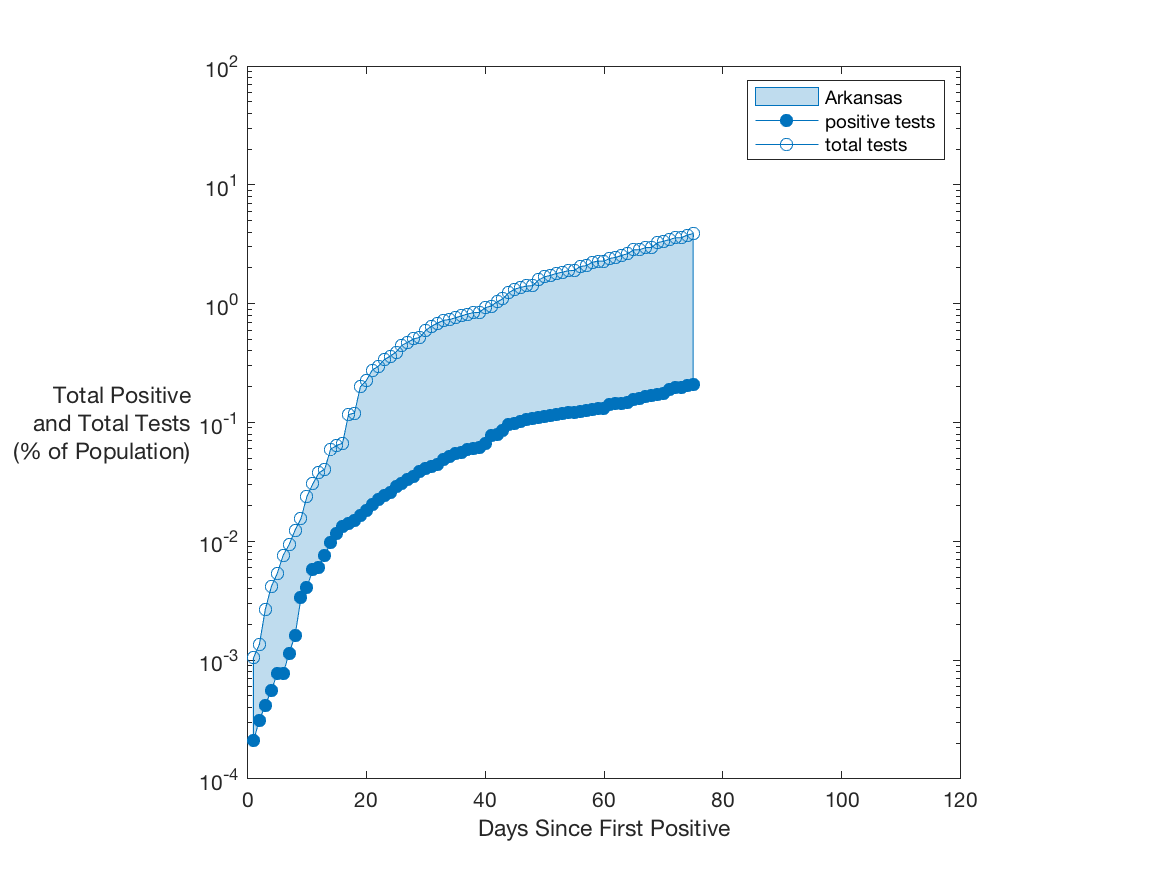 10^2
10^1
10^0
10^-1
10^-2
10^-3
10^-4
Total Positive
and Total Tests
(% of Population)
Arkansas
positive tests
total tests
0 20 40 60 80 100 120
Days Since First Positive